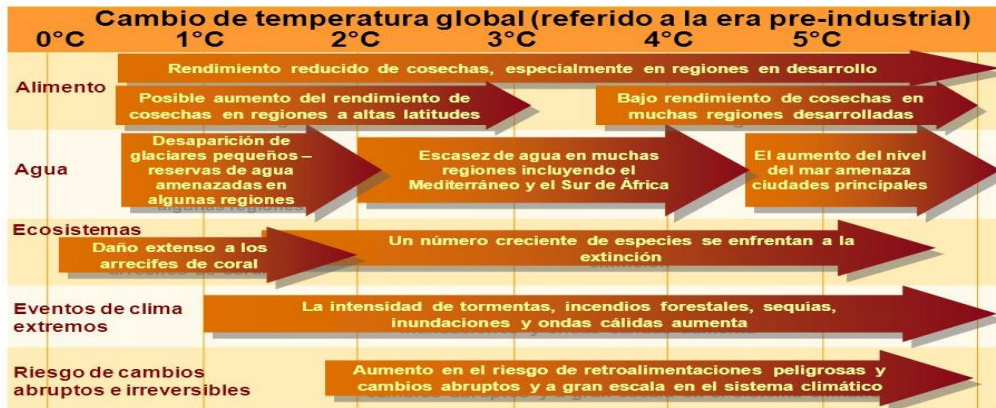 Cambio de temperatura global (referido a la era pre-industrial)
0°C 1°C 2°C 3°C 4°C 5°C
Alimento
Rendimiento reducido de cosechas, especialmente en regiones en desarrollo
Posible aumento del rendimiento de
cosechas en regiones a altas latitudes
Bajo rendimiento de cosechas en
muchas regiones desarrolladas
Agua
Desaparición de
glaciares pequeños –
reservas de agua
amenazadas en
algunas regiones
Escasez de agua en muchas
regiones incluyendo el
Mediterráneo y el Sur de África
El aumento del nivel
del mar amenaza
ciudades principales
Ecosistemas
Daño extenso a los
arrecifes de coral
Un número creciente de especies se enfrentan a la
extinción
Eventos de clima
extremos
La intensidad de tormentas, incendios forestales, sequias,
inundaciones y ondas cálidas aumenta
Riesgo de cambios
abruptos e irreversibles
Aumento en el riesgo de retroalimentaciones peligrosas y
cambios abruptos y a gran escala en el sistema climático